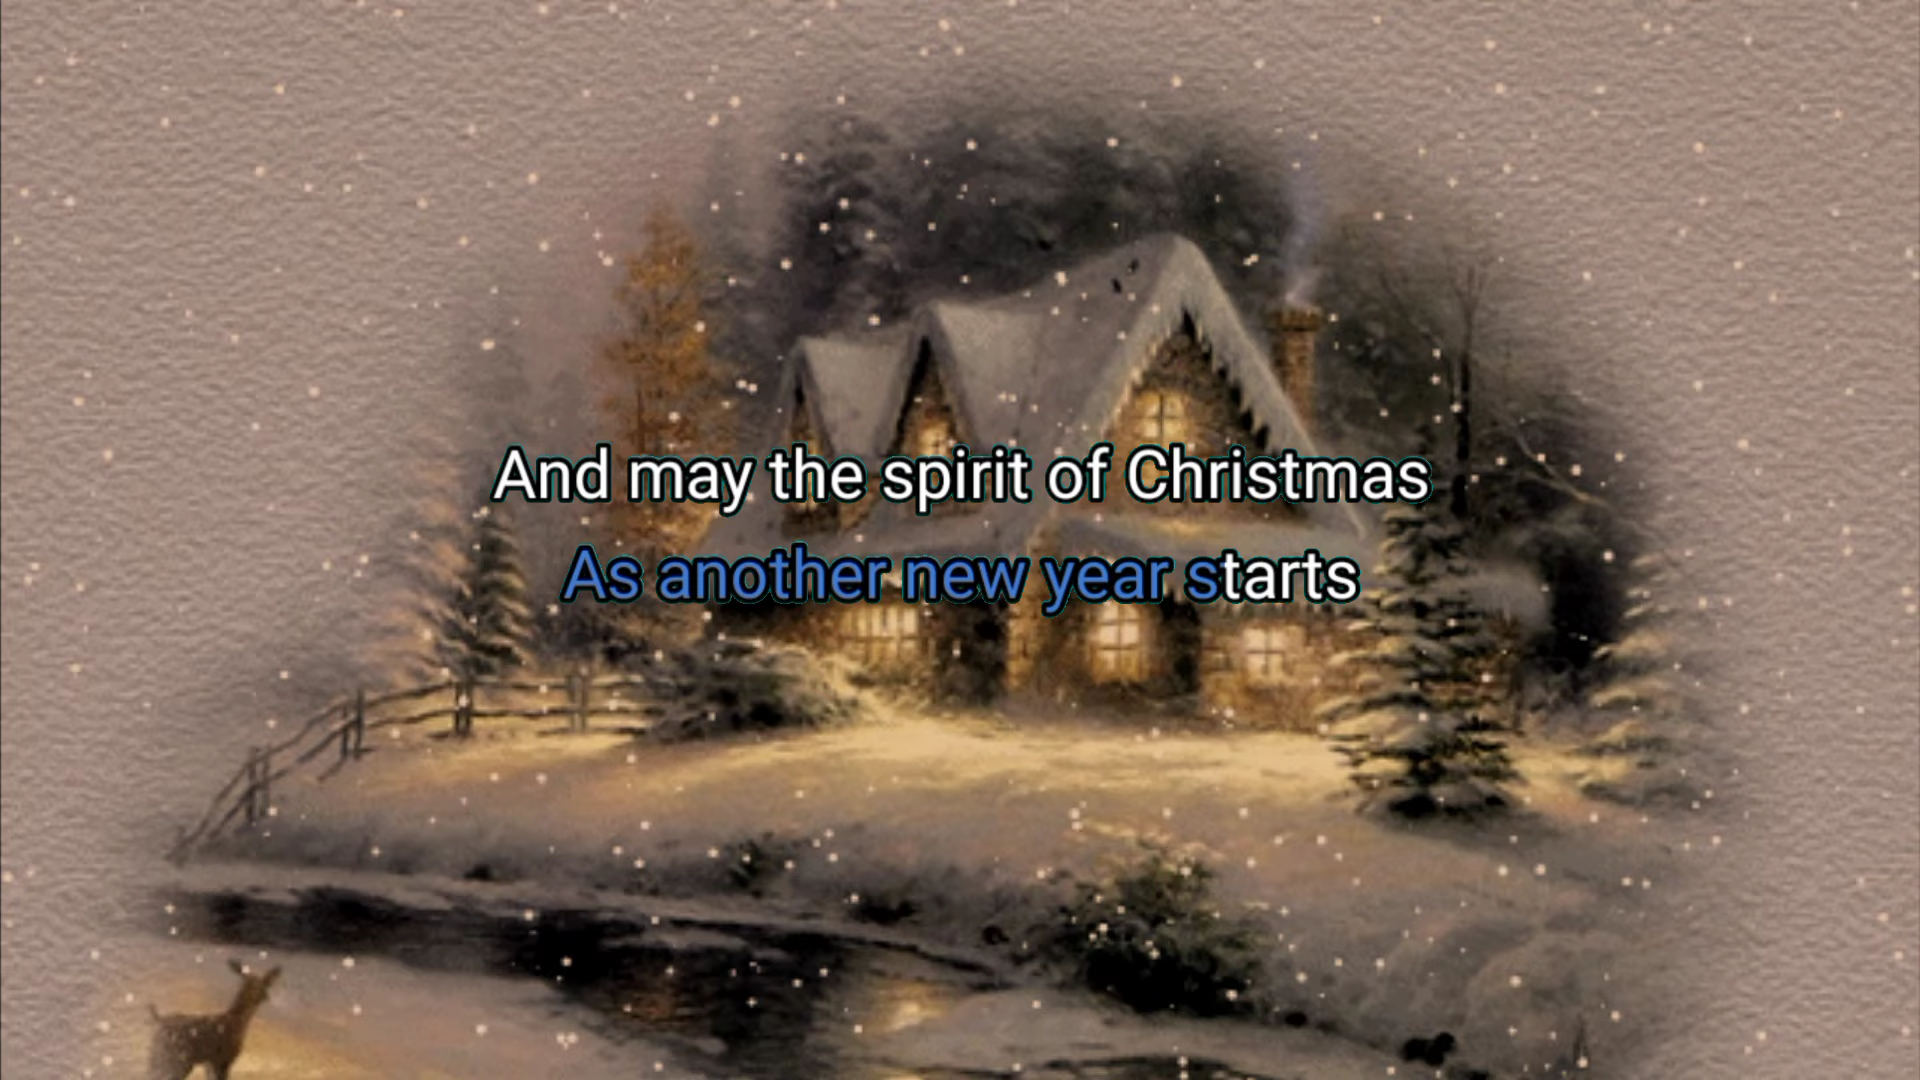 And may the spirit of Christmas
As another new year starts